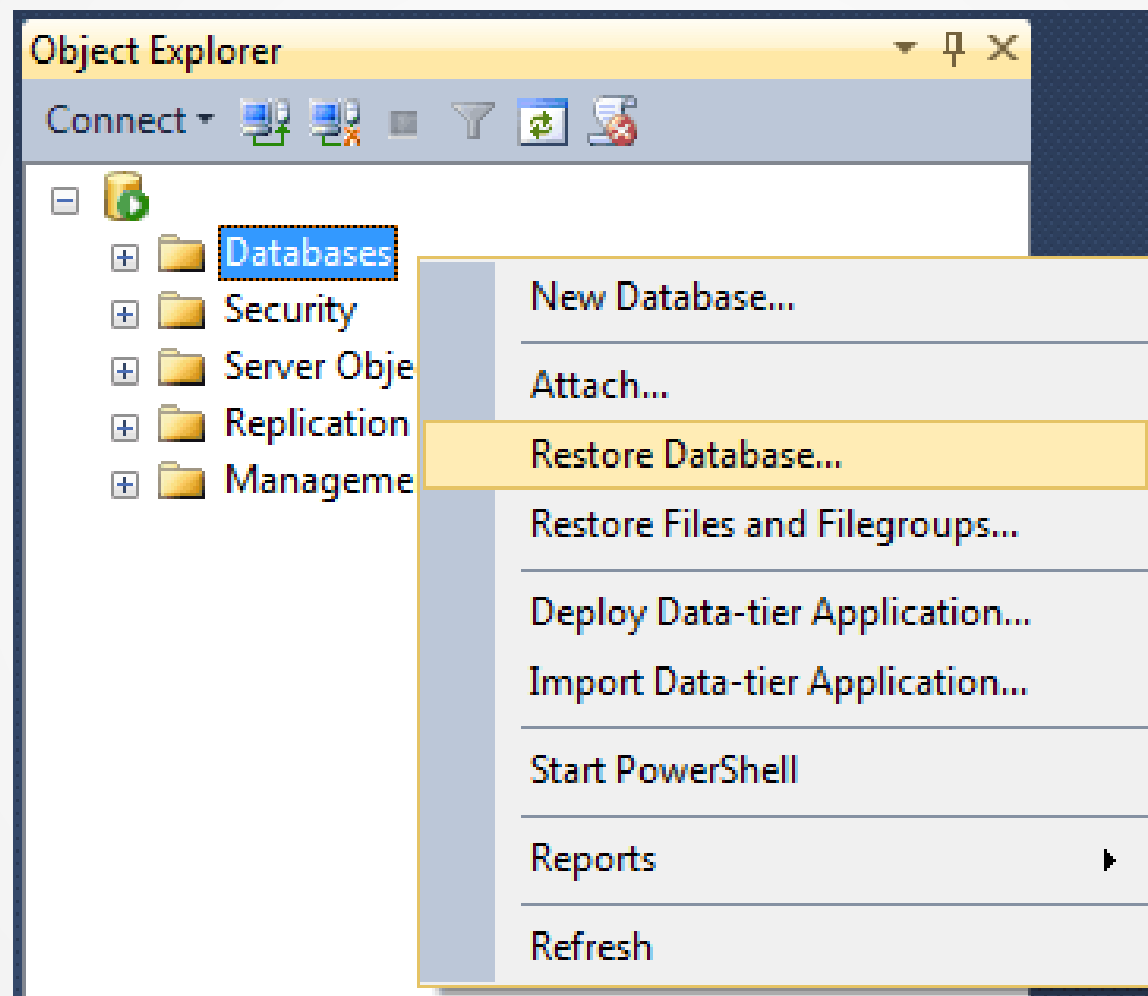 Object Explorer
Connect
Databases
Security
Server Obje
Replication
Manageme
New Database...
Attach...
Restore Database...
Restore Files and Filegroups...
Deploy Data-tier Application...
Import Data-tier Application...
Start PowerShell
Reports
Refresh